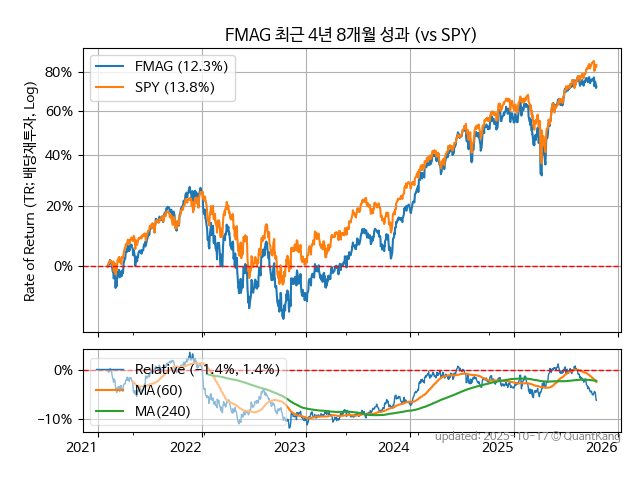 FMAG 최근 4년 8개월 성과 (vs SPY)
Rate of Return (TR: 배당재투자, Log)
80%
60%
40%
20%
0%
FMAG (12.3%)
SPY (13.8%)
0%
−10%
Relative (−1.4%, 1.4%)
MA(60)
MA(240)
2021
2022
2023
2024
2025
2026
updated: 2025-10-17 © QuantKang